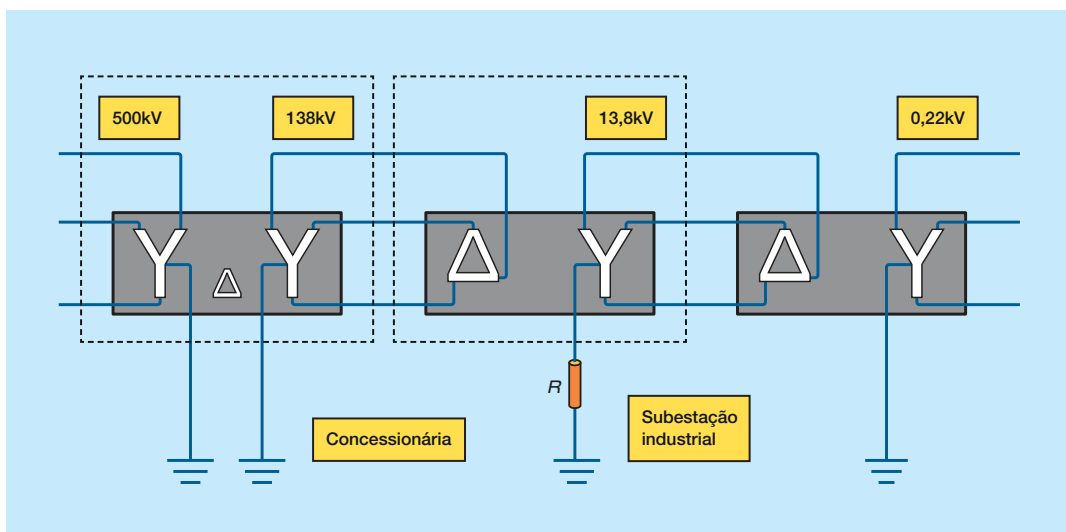 500kV
138kV
13,8kV
0,22kV
Y Δ Y
Δ Y
Δ Y
R
Concessionária
Subestação
industrial